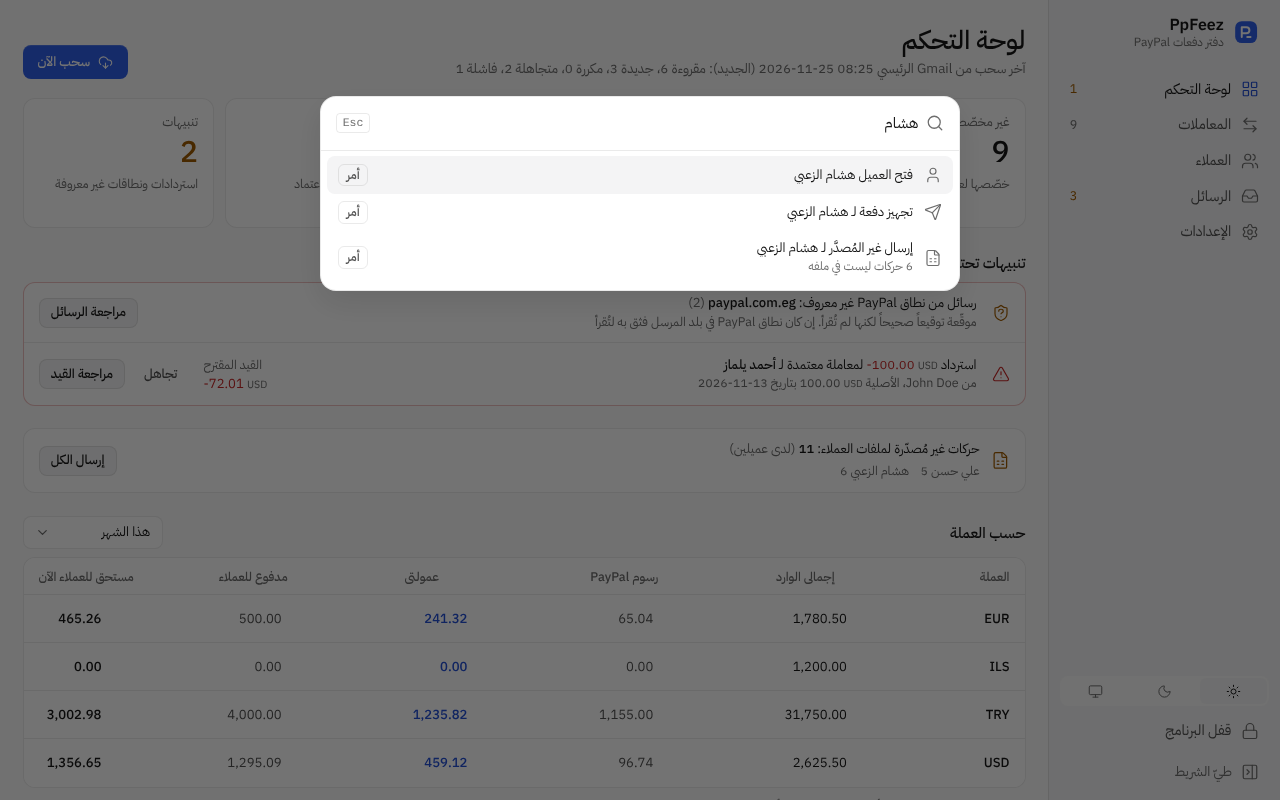 PpFeez
دفتر دفعات PayPal
لوحة التحكم
1
المعاملات
9
العملاء
الرسائل
3
الإعدادات
قفل البرنامج
طيّ الشريط
لوحة التحكم
آخر سحب من Gmail الرئيسي 08:25 25-11-2026 (الجديد): مقروءة 6، جديدة 3، مكررة 0، متجاهلة 2، فاشلة 1
سحب الآن
هشام
Esc
فتح العميل هشام الزعبي
أمر
تجهيز دفعة لـ هشام الزعبي
أمر
إرسال غير المُصدَّر لـ هشام الزعبي
6 حركات ليست في ملفه
أمر
غير مخصّص
9
خصّصها لع
اعتماد
تنبيهات
2
استردادات ونطاقات غير معروفة
تنبيهات تحت
رسائل من نطاق PayPal غير معروف: paypal.com.eg (2)
موقّعة توقيعاً صحيحاً لكنها لم تُقرأ. إن كان نطاق PayPal في بلد المرسل فثق به لتُقرأ
مراجعة الرسائل
استرداد USD -100.00 لمعاملة معتمدة لـ أحمد يلماز
من John Doe، الأصلية USD 100.00 بتاريخ 13-11-2026
القيد المقترح
-72.01 USD
تجاهل
مراجعة القيد
حركات غير مُصدّرة لملفات العملاء: 11 (لدى عميلين)
علي حسن 5 هشام الزعبي 6
إرسال الكل
حسب العملة
هذا الشهر
العملة إجمالي الوارد رسوم PayPal عمولتي مدفوع للعملاء مستحق للعملاء الآن
EUR 1,780.50 65.04 241.32 500.00 465.26
ILS 1,200.00 0.00 0.00 0.00 0.00
TRY 31,750.00 1,155.00 1,235.82 4,000.00 3,002.98
USD 2,625.50 96.74 459.12 1,295.09 1,356.65